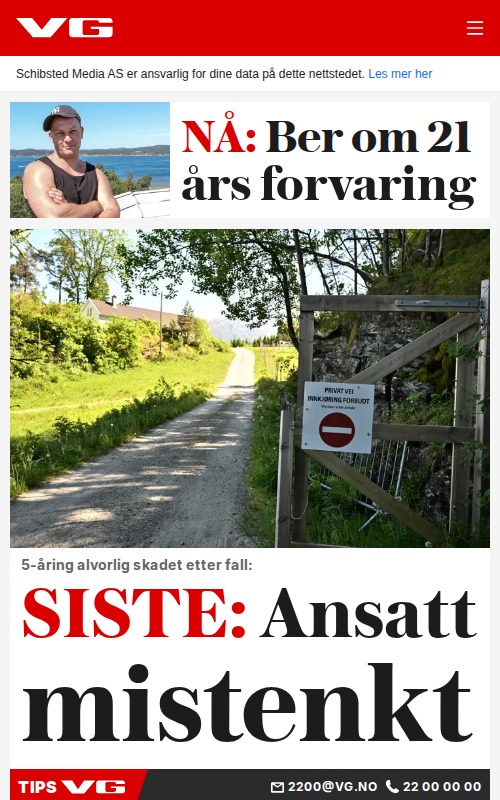 VG
Schibsted Media AS er ansvarlig for dine data på dette nettstedet. Les mer her
NÅ: Ber om 21
års forvaring
PRIVAT VEI
INNKJØRING FORBUDT
5-åring alvorlig skadet etter fall:
SISTE: Ansatt
mistenkt
TIPS VG 2200@VG.NO 22 00 00 00